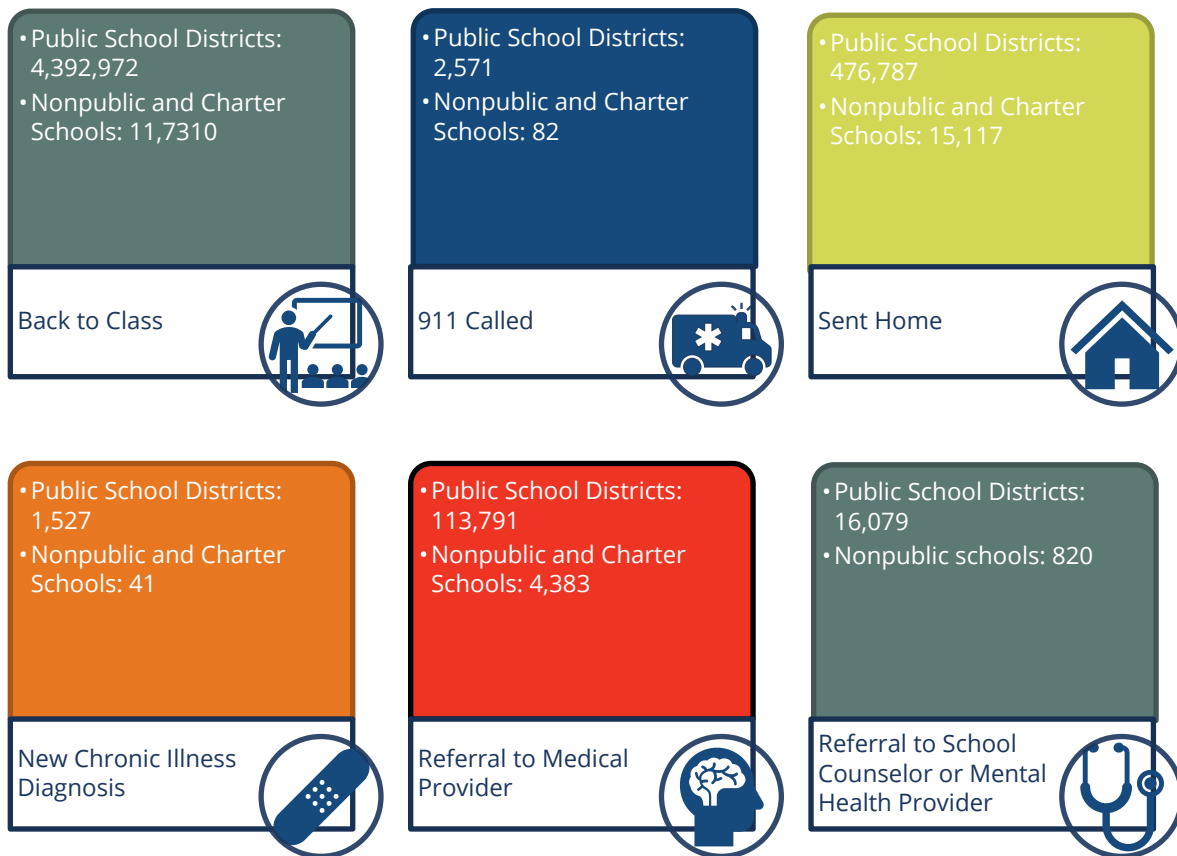 • Public School Districts:
4,392,972
• Nonpublic and Charter
Schools: 11,7310
Back to Class
• Public School Districts:
2,571
• Nonpublic and Charter
Schools: 82
911 Called
• Public School Districts:
476,787
• Nonpublic and Charter
Schools: 15,117
Sent Home
• Public School Districts:
1,527
• Nonpublic and Charter
Schools: 41
New Chronic Illness
Diagnosis
• Public School Districts:
113,791
• Nonpublic and Charter
Schools: 4,383
Referral to Medical
Provider
• Public School Districts:
16,079
• Nonpublic schools: 820
Referral to School
Counselor or Mental
Health Provider